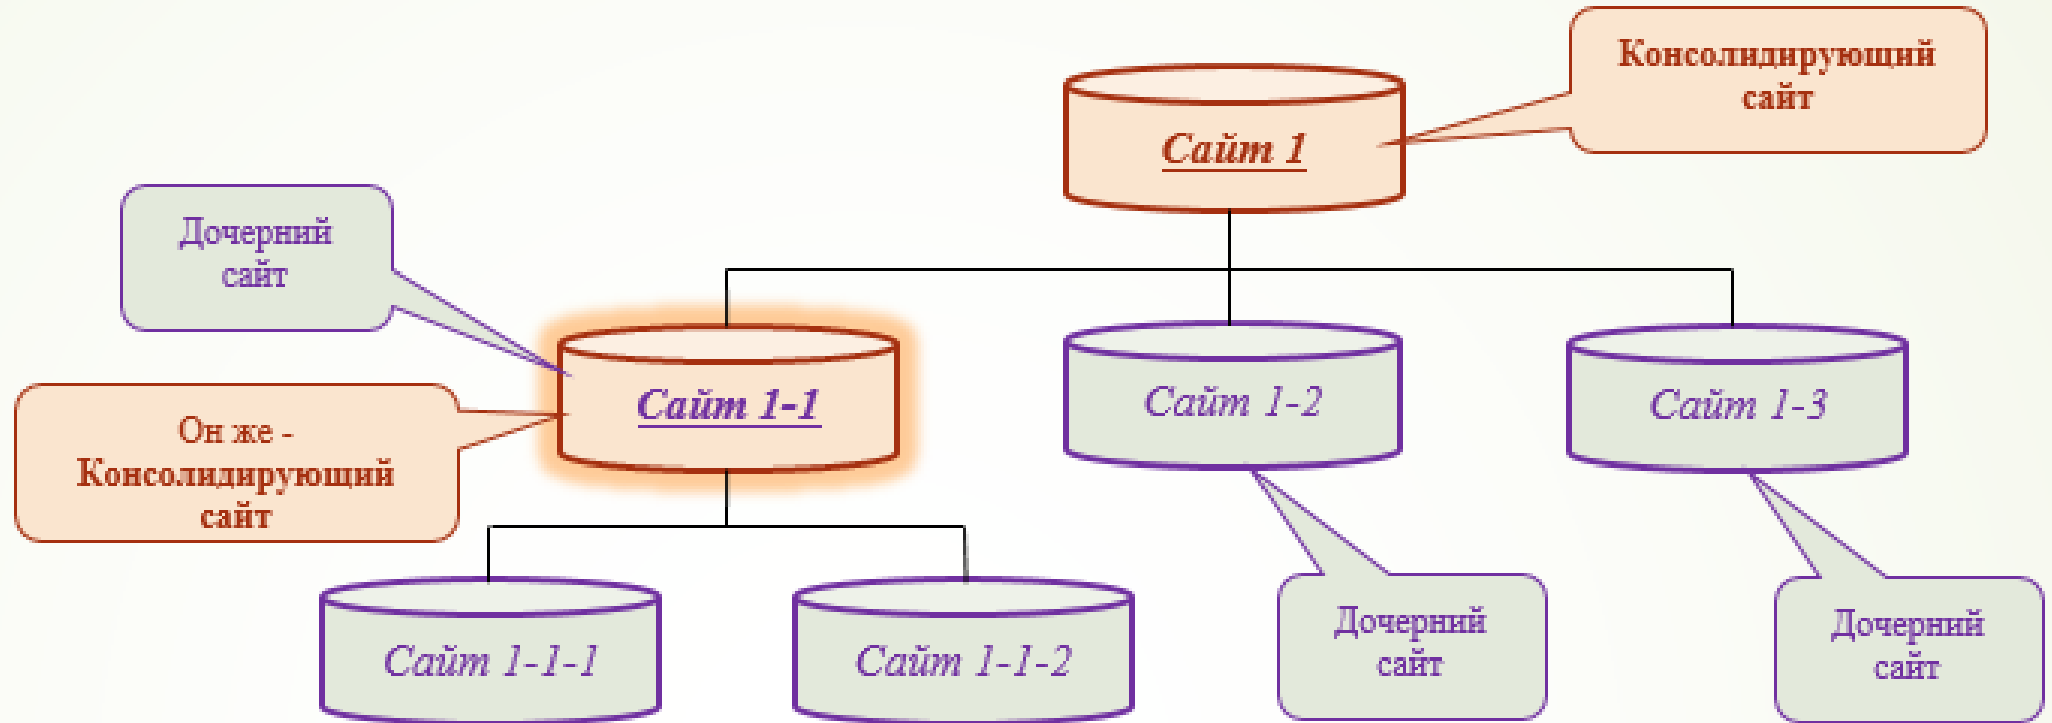 Консолидирующий
сайт
Сайт 1
Дочерний
сайт
Сайт 1-1
Сайт 1-2
Сайт 1-3
Он же -
Консолидирующий
сайт
Сайт 1-1-1
Сайт 1-1-2
Дочерний
сайт
Дочерний
сайт